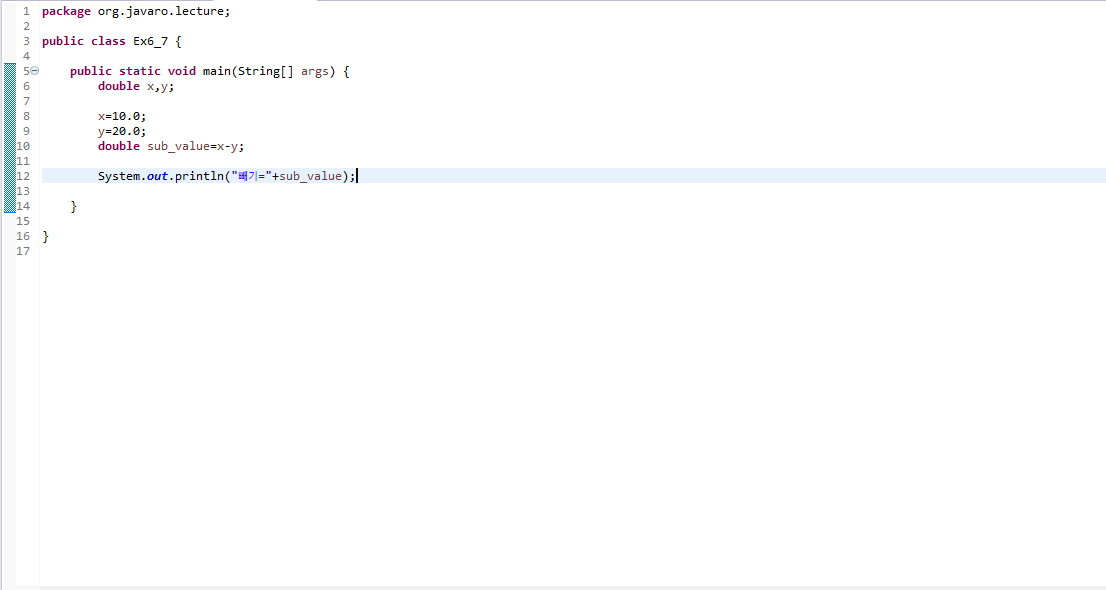 1 package org.javaro.lecture;
2
3 public class Ex6_7 {
4
5 public static void main(String[] args) {
6 double x,y;
7
8 x=10.0;
9 y=20.0;
10 double sub_value=x-y;
11
12 System.out.println("빼기="+sub_value);
13
14 }
15
16 }
17